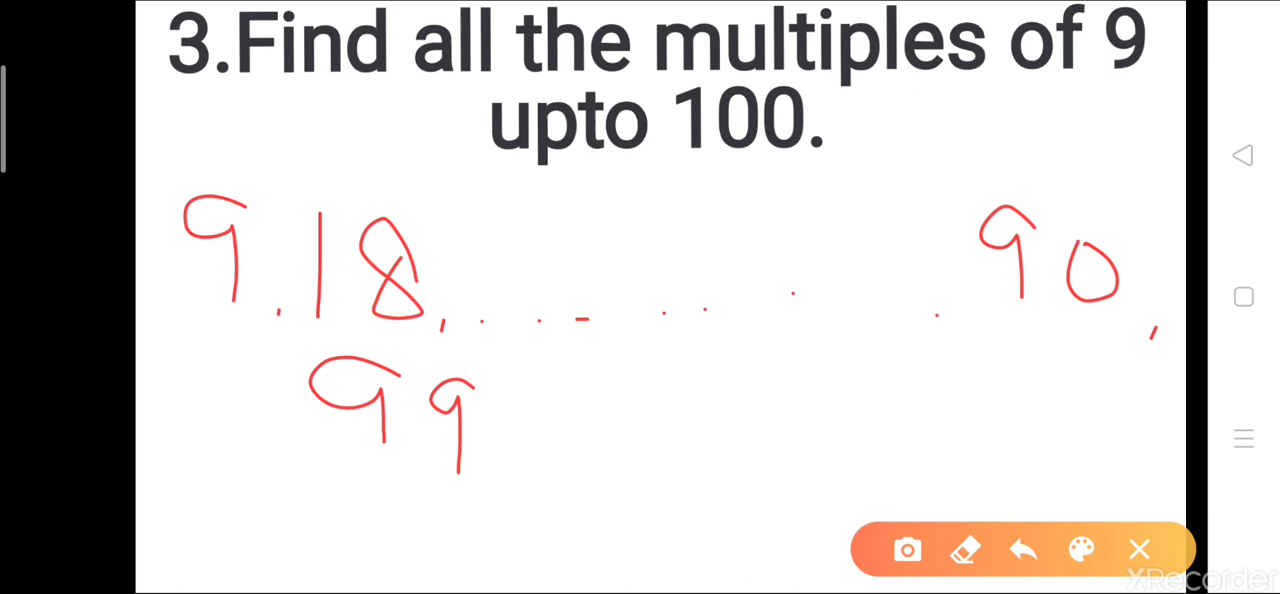 3.Find all the multiples of 9
upto 100.
9,18,.........90,
99
XRecorder